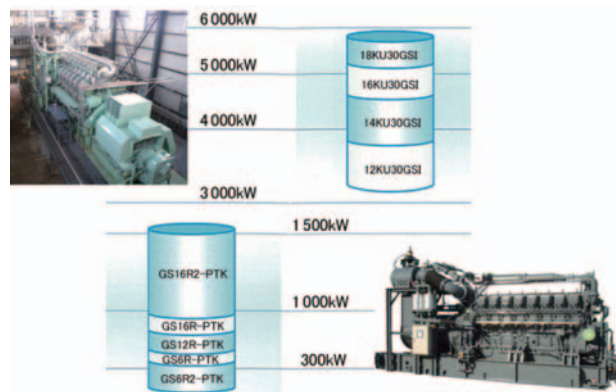 6 000kW
18KU30GSI
5 000kW
16KU30GSI
14KU30GSI
4 000kW
12KU30GSI
3 000kW
1 500kW
GS16R2-PTK
1 000kW
GS16R-PTK
GS12R-PTK
GS6R-PTK
300kW
GS6R2-PTK